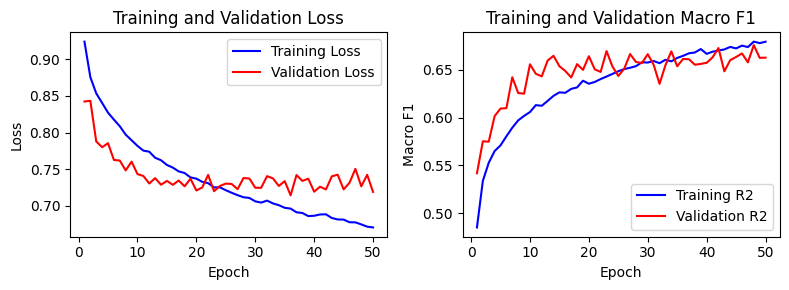 Training and Validation Loss
Training Loss
Validation Loss
Loss
0.90
0.85
0.80
0.75
0.70
0 10 20 30 40 50
Epoch
Training and Validation Macro F1
Macro F1
0.65
0.60
0.55
0.50
Training R2
Validation R2
0 10 20 30 40 50
Epoch